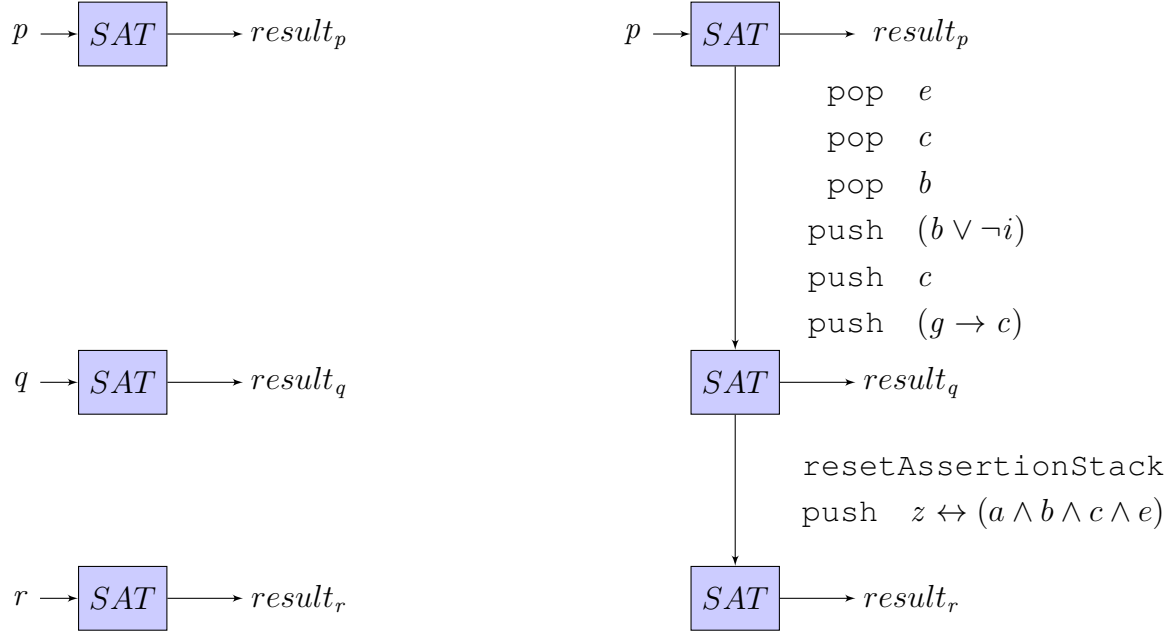 p SAT result_p p SAT result_p
pop e
pop c
pop b
push (b ∨ ¬i)
push c
push (g → c)
q SAT result_q SAT result_q
resetAssertionStack
push z ↔ (a ∧ b ∧ c ∧ e)
r SAT result_r SAT result_r